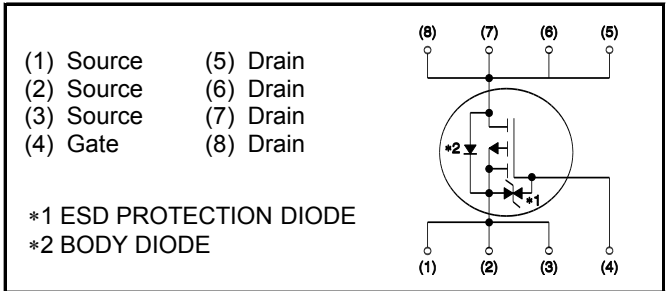 (1) Source (5) Drain
(2) Source (6) Drain
(3) Source (7) Drain
(4) Gate (8) Drain
∗1 ESD PROTECTION DIODE
∗2 BODY DIODE
(8) (7) (6) (5)
∗2
∗1
(1) (2) (3) (4)